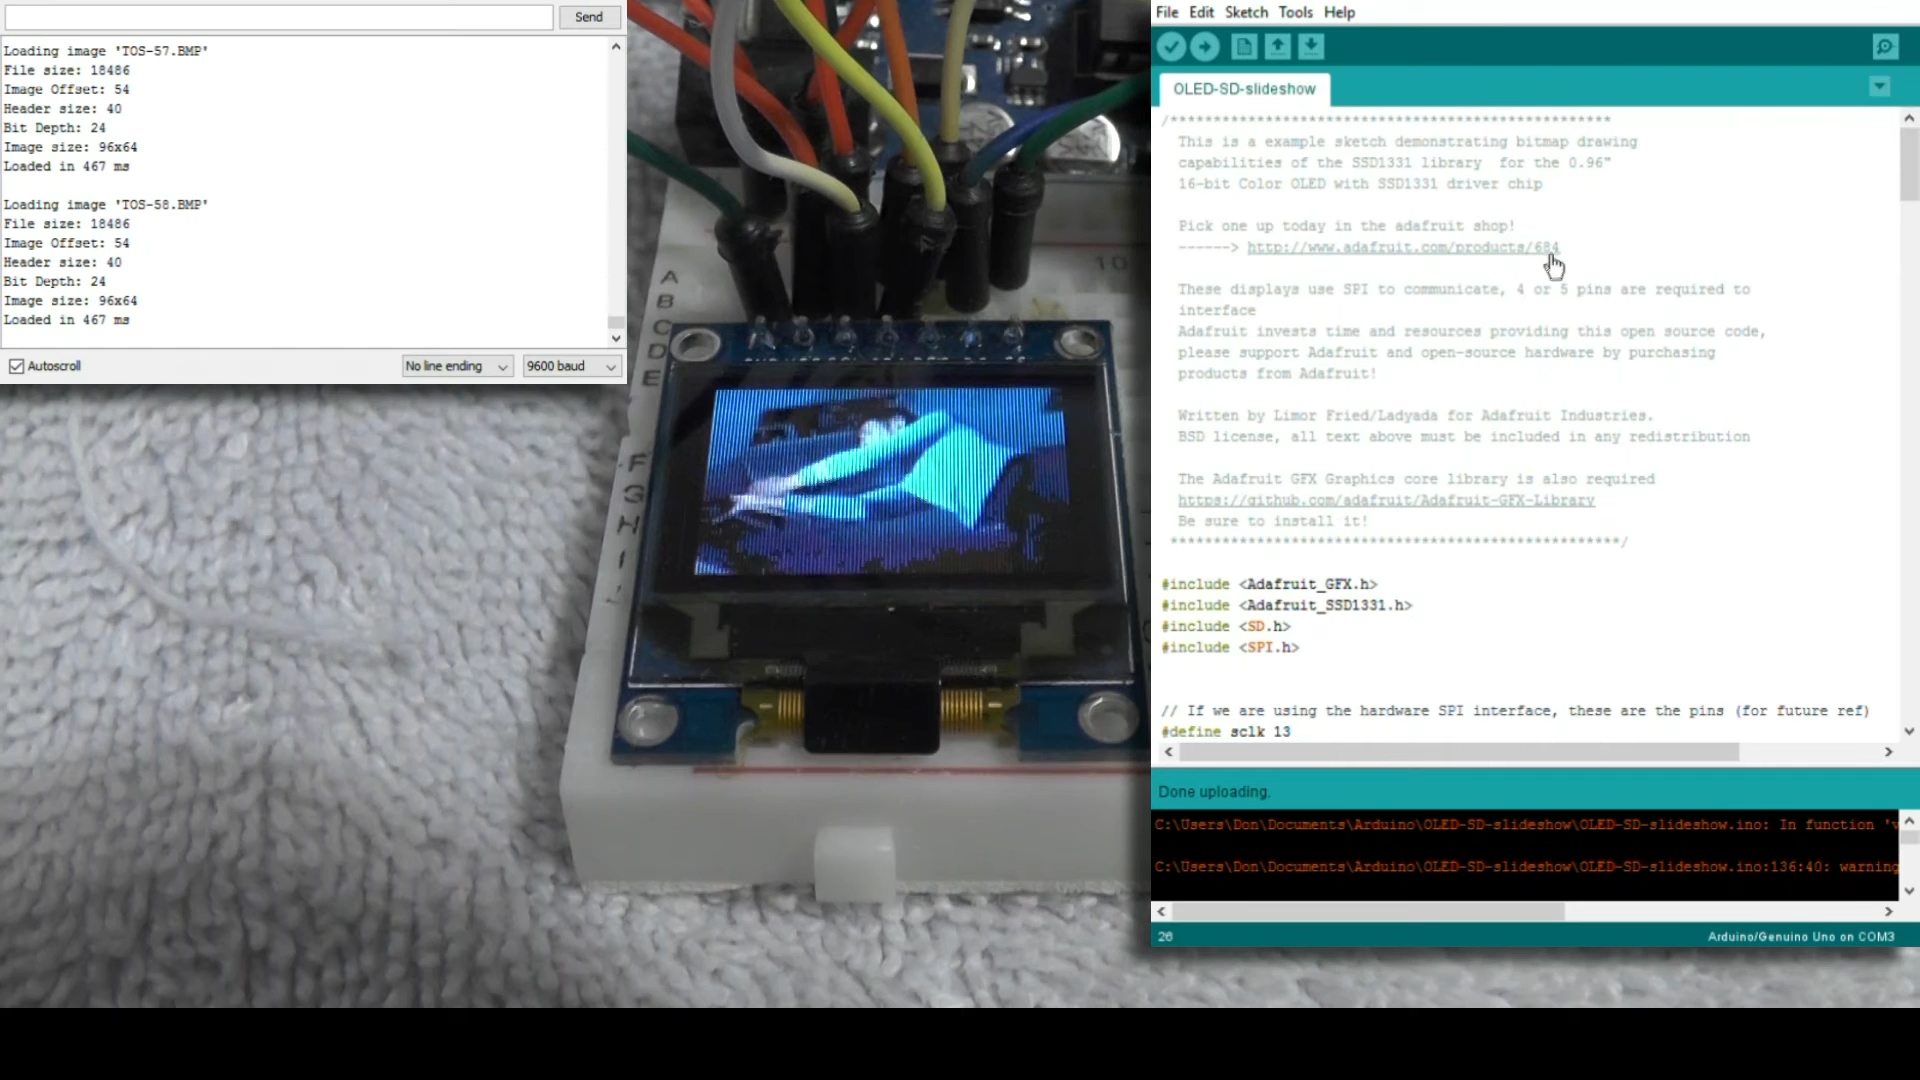 Send
Loading image 'TOS-57.BMP'
File size: 18486
Image Offset: 54
Header size: 40
Bit Depth: 24
Image size: 96x64
Loaded in 467 ms
Loading image 'TOS-58.BMP'
File size: 18486
Image Offset: 54
Header size: 40
Bit Depth: 24
Image size: 96x64
Loaded in 467 ms
Autoscroll
No line ending
9600 baud
10
A
B
C
D
E
F
G
H
I
File Edit Sketch Tools Help
OLED-SD-slideshow
/***************************************************
This is a example sketch demonstrating bitmap drawing
capabilities of the SSD1331 library for the 0.96"
16-bit Color OLED with SSD1331 driver chip
Pick one up today in the adafruit shop!
------> http://www.adafruit.com/products/684
These displays use SPI to communicate, 4 or 5 pins are required to
interface
Adafruit invests time and resources providing this open source code,
please support Adafruit and open-source hardware by purchasing
products from Adafruit!
Written by Limor Fried/Ladyada for Adafruit Industries.
BSD license, all text above must be included in any redistribution
The Adafruit GFX Graphics core library is also required
https://github.com/adafruit/Adafruit-GFX-Library
Be sure to install it!
****************************************************/
#include <Adafruit_GFX.h>
#include <Adafruit_SSD1331.h>
#include <SD.h>
#include <SPI.h>
// If we are using the hardware SPI interface, these are the pins (for future ref)
#define sclk 13
Done uploading.
C:\Users\Don\Documents\Arduino\OLED-SD-slideshow\OLED-SD-slideshow.ino: In function 'v
C:\Users\Don\Documents\Arduino\OLED-SD-slideshow\OLED-SD-slideshow.ino:136:40: warning
26
Arduino/Genuino Uno on COM3